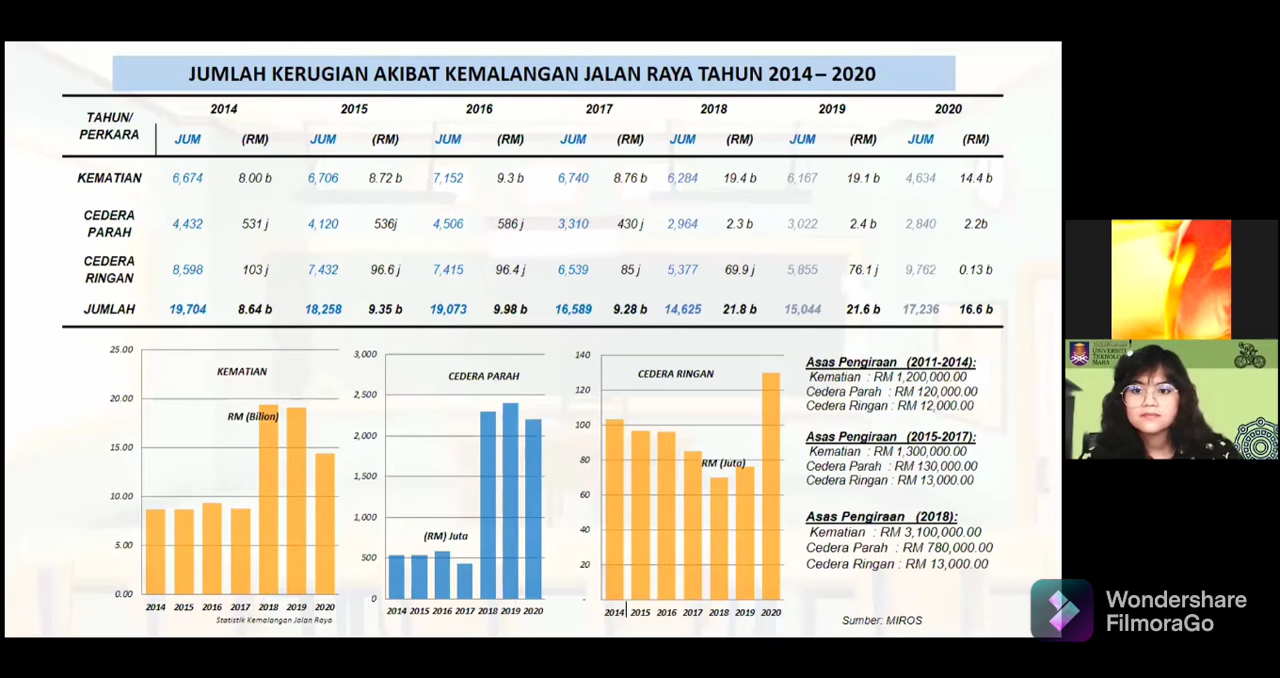 JUMLAH KERUGIAN AKIBAT KEMALANGAN JALAN RAYA TAHUN 2014 – 2020
TAHUN/ PERKARA 2014 2015 2016 2017 2018 2019 2020
JUM (RM) JUM (RM) JUM (RM) JUM (RM) JUM (RM) JUM (RM) JUM (RM)
KEMATIAN 6,674 8.00 b 6,706 8.72 b 7,152 9.3 b 6,740 8.76 b 6,284 19.4 b 6,167 19.1 b 4,634 14.4 b
CEDERA PARAH 4,432 531 j 4,120 536j 4,506 586 j 3,310 430 j 2,964 2.3 b 3,022 2.4 b 2,840 2.2b
CEDERA RINGAN 8,598 103 j 7,432 96.6 j 7,415 96.4 j 6,539 85 j 5,377 69.9 j 5,855 76.1 j 9,762 0.13 b
JUMLAH 19,704 8.64 b 18,258 9.35 b 19,073 9.98 b 16,589 9.28 b 14,625 21.8 b 15,044 21.6 b 17,236 16.6 b
KEMATIAN
RM (Bilion)
25.00
20.00
15.00
10.00
5.00
0.00
2014 2015 2016 2017 2018 2019 2020
Statistik Kemalangan Jalan Raya
CEDERA PARAH
(RM) Juta
3,000
2,500
2,000
1,500
1,000
500
0
2014 2015 2016 2017 2018 2019 2020
CEDERA RINGAN
RM (Juta)
140
120
100
80
60
40
20
-
2014 2015 2016 2017 2018 2019 2020
Asas Pengiraan (2011-2014):
Kematian : RM 1,200,000.00
Cedera Parah : RM 120,000.00
Cedera Ringan : RM 12,000.00
Asas Pengiraan (2015-2017):
Kematian : RM 1,300,000.00
Cedera Parah : RM 130,000.00
Cedera Ringan : RM 13,000.00
Asas Pengiraan (2018):
Kematian : RM 3,100,000.00
Cedera Parah : RM 780,000.00
Cedera Ringan : RM 13,000.00
Sumber: MIROS
UNIVERSITI
TEKNOLOGI
MARA
Wondershare
FilmoraGo